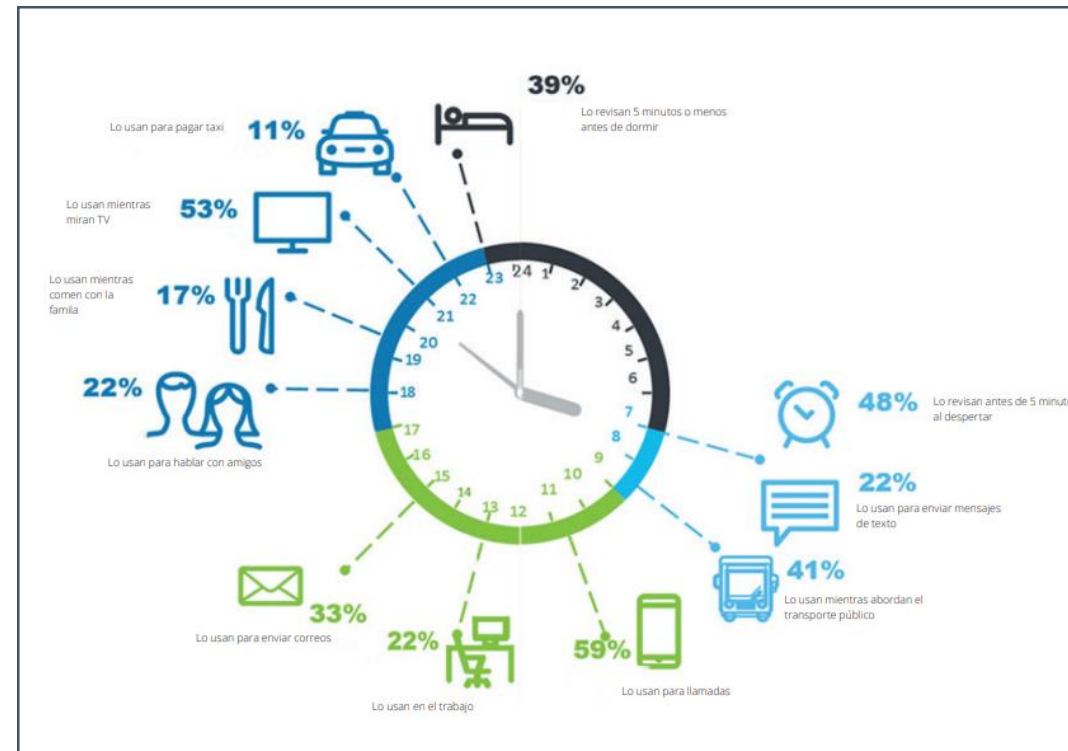 39%
Lo revisan 5 minutos o menos
antes de dormir
Lo usan para pagar taxi
11%
Lo usan mientras
miran TV
53%
Lo usan mientras
comen con la
famila
17%
22%
Lo usan para hablar con amigos
23
24
1
2
3
4
5
6
7
8
9
10
11
12
13
14
15
16
17
18
19
20
21
22
48%
Lo revisan antes de 5 minuto
al despertar
22%
Lo usan para enviar mensajes
de texto
41%
Lo usan mientras abordan el
transporte público
59%
Lo usan para llamadas
22%
Lo usan en el trabajo
33%
Lo usan para enviar correos